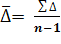 Δ̅ = ΣΔ / n−1